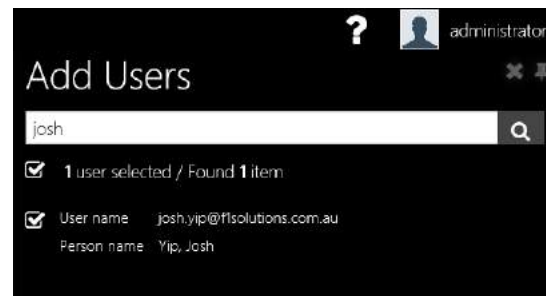 ?
administrator
Add Users
josh
1 user selected / Found 1 item
User name josh.yip@f1solutions.com.au
Person name Yip, Josh